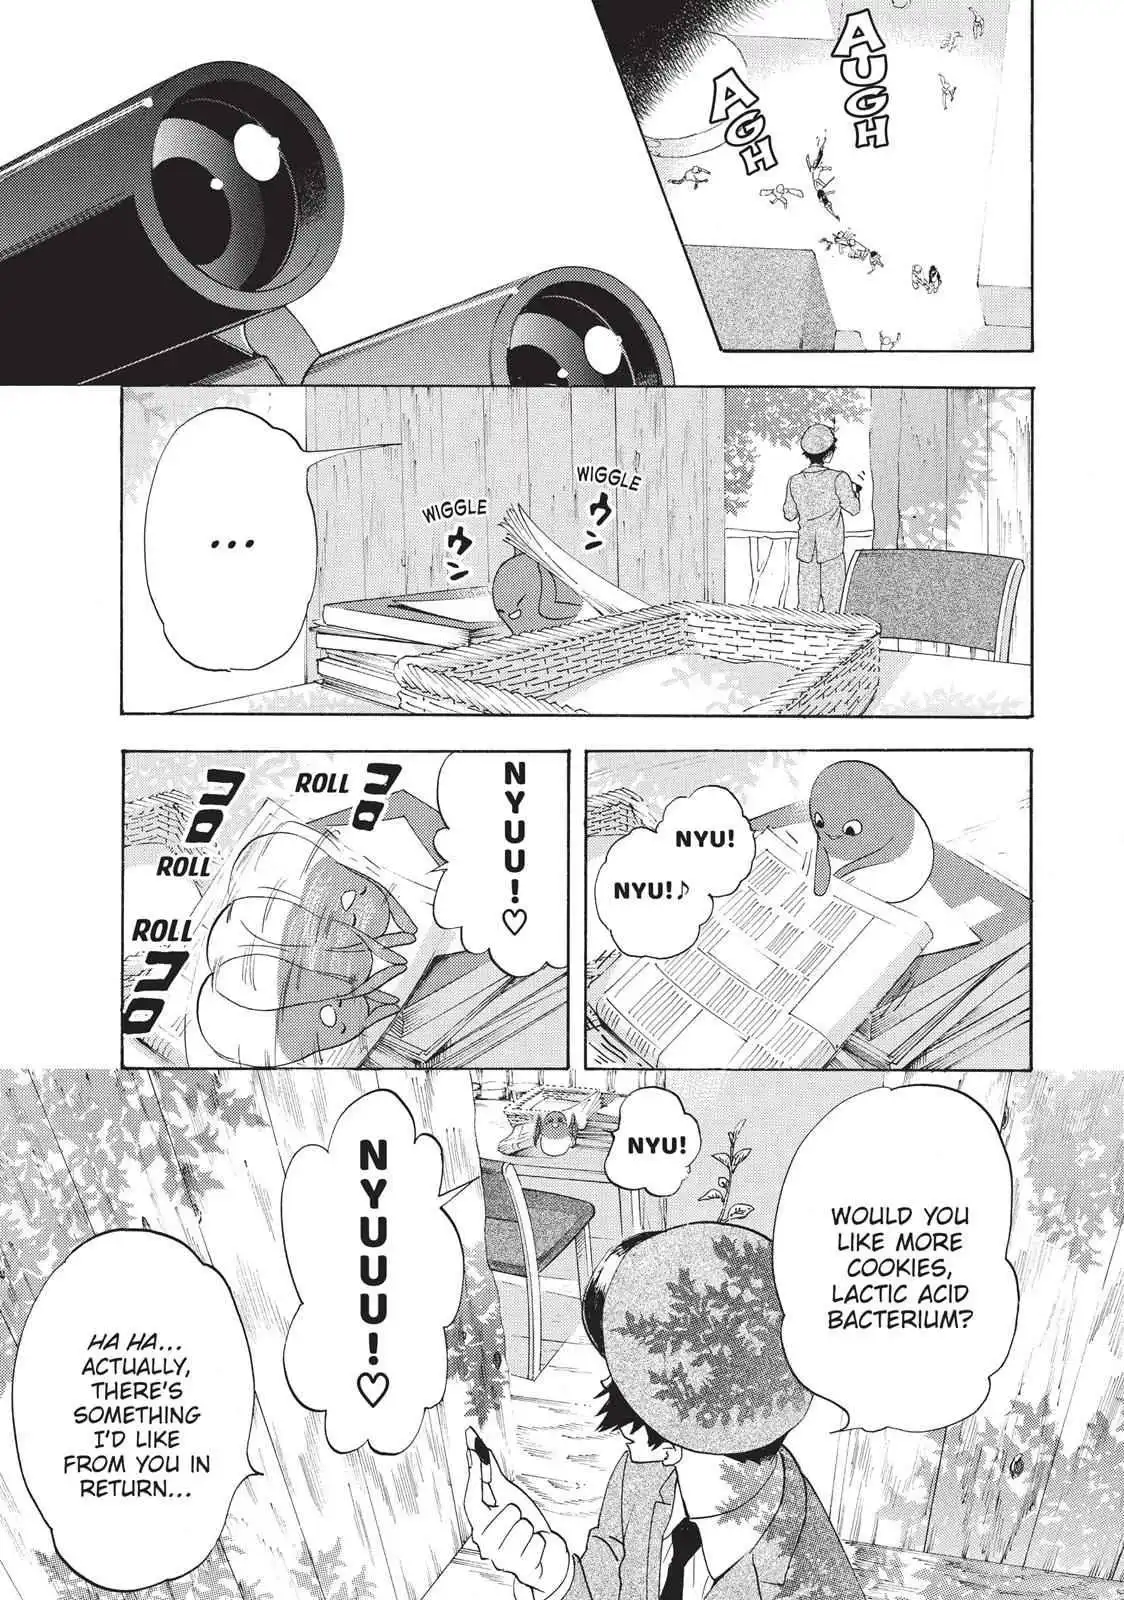 AUGH
AGH
...
WIGGLE
ウン
WIGGLE
ウン
NYU!
NYU!♪
NYUU!♡
ROLL
コロ
ROLL
コロ
ROLL
コロ
WOULD YOU
LIKE MORE
COOKIES,
LACTIC ACID
BACTERIUM?
NYU!
NYUUU!♡
HA HA...
ACTUALLY,
THERE'S
SOMETHING
I'D LIKE
FROM YOU IN
RETURN...